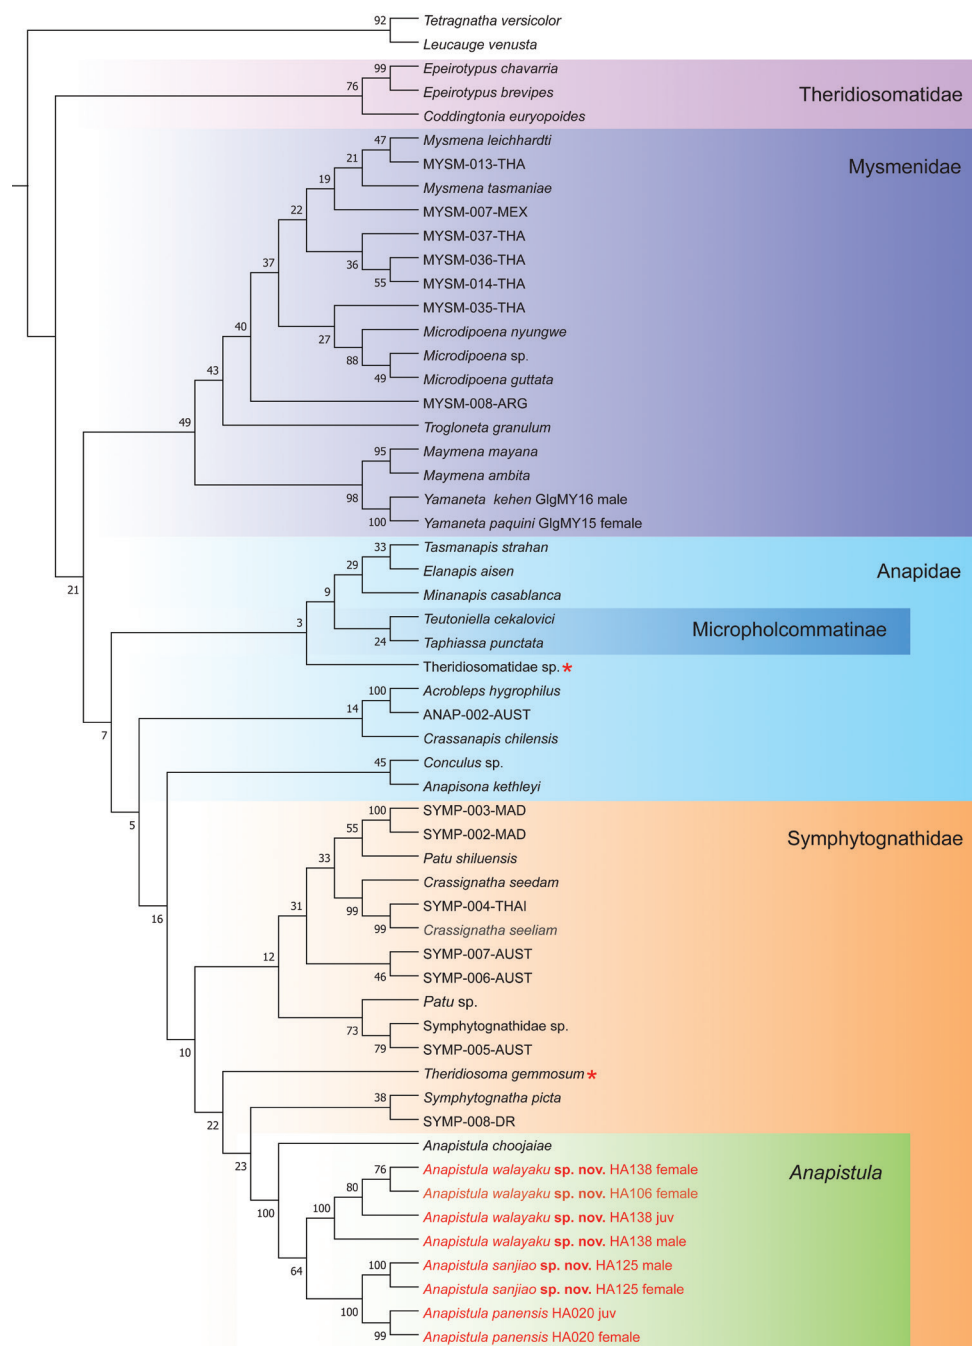 92
Tetragnatha versicolor
Leucauge venusta
99
Epeirotypus chavarria
76
Epeirotypus brevipes
Theridiosomatidae
Coddingtonia euryopoides
47
Mysmena leichhardti
21
MYSM-013-THA
Mysmenidae
19
Mysmena tasmaniae
22
MYSM-007-MEX
MYSM-037-THA
37
36
MYSM-036-THA
55
MYSM-014-THA
MYSM-035-THA
40
27
Microdipoena nyungwe
88
Microdipoena sp.
43
49
Microdipoena guttata
MYSM-008-ARG
49
Trogloneta granulum
95
Maymena mayana
Maymena ambita
98
Yamaneta kehen GlgMY16 male
100
Yamaneta paquini GlgMY15 female
33
Tasmanapis strahan
29
Elanapis aisen
Anapidae
21
9
Minanapis casablanca
3
Teutoniella cekalovici
Micropholcommatinae
24
Taphiassa punctata
Theridiosomatidae sp. *
100
Acrobleps hygrophilus
14
ANAP-002-AUST
7
Crassanapis chilensis
45
Conculus sp.
Anapisona kethleyi
100
SYMP-003-MAD
5
55
SYMP-002-MAD
Symphytognathidae
33
Patu shiluensis
Crassignatha seedam
31
99
SYMP-004-THAI
16
99
Crassignatha seeliam
12
SYMP-007-AUST
46
SYMP-006-AUST
Patu sp.
73
Symphytognathidae sp.
10
79
SYMP-005-AUST
Theridiosoma gemmosum *
38
Symphytognatha picta
22
SYMP-008-DR
23
Anapistula choojaiae
76
Anapistula walayaku sp. nov. HA138 female
Anapistula
80
Anapistula walayaku sp. nov. HA106 female
100
100
Anapistula walayaku sp. nov. HA138 juv
Anapistula walayaku sp. nov. HA138 male
64
100
Anapistula sanjiao sp. nov. HA125 male
Anapistula sanjiao sp. nov. HA125 female
100
Anapistula panensis HA020 juv
99
Anapistula panensis HA020 female